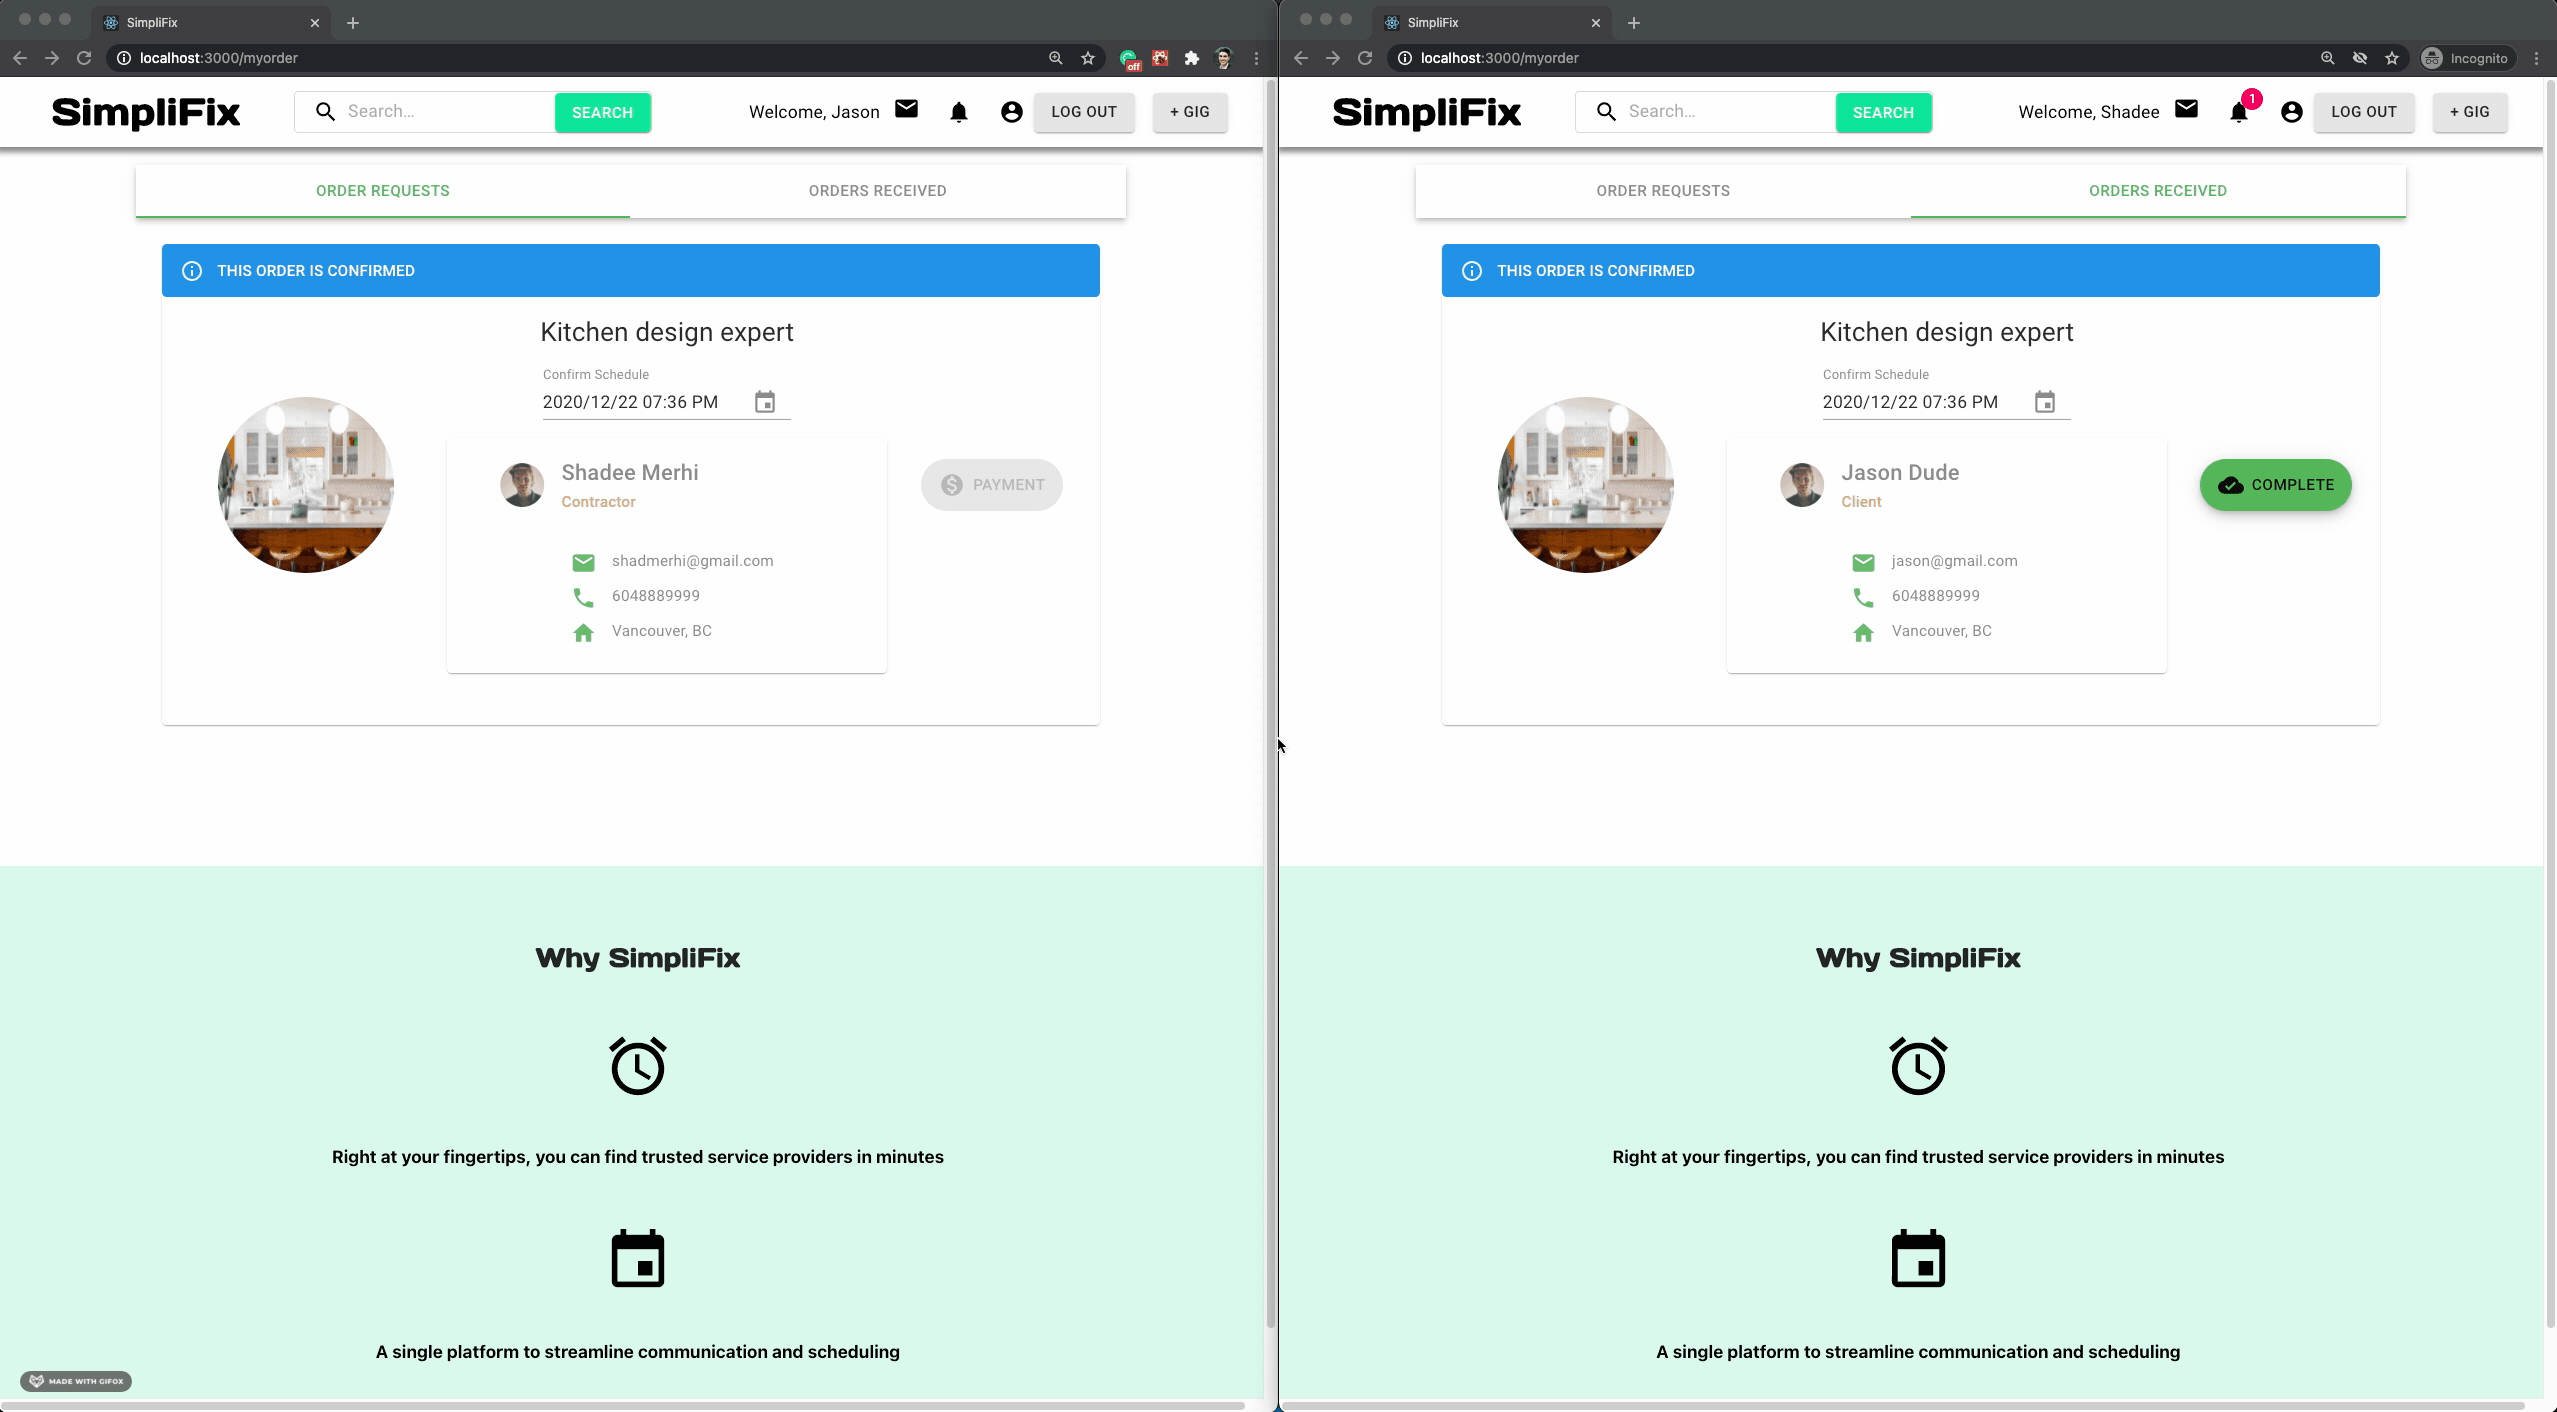 SimpliFix
localhost:3000/myorder
off
SimpliFix
Search...
SEARCH
Welcome, Jason
LOG OUT
+ GIG
ORDER REQUESTS
ORDERS RECEIVED
THIS ORDER IS CONFIRMED
Kitchen design expert
Confirm Schedule
2020/12/22 07:36 PM
Shadee Merhi
Contractor
PAYMENT
shadmerhi@gmail.com
6048889999
Vancouver, BC
Why SimpliFix
Right at your fingertips, you can find trusted service providers in minutes
A single platform to streamline communication and scheduling
MADE WITH GIFOX
SimpliFix
localhost:3000/myorder
Incognito
SimpliFix
Search...
SEARCH
Welcome, Shadee
1
LOG OUT
+ GIG
ORDER REQUESTS
ORDERS RECEIVED
THIS ORDER IS CONFIRMED
Kitchen design expert
Confirm Schedule
2020/12/22 07:36 PM
Jason Dude
Client
COMPLETE
jason@gmail.com
6048889999
Vancouver, BC
Why SimpliFix
Right at your fingertips, you can find trusted service providers in minutes
A single platform to streamline communication and scheduling